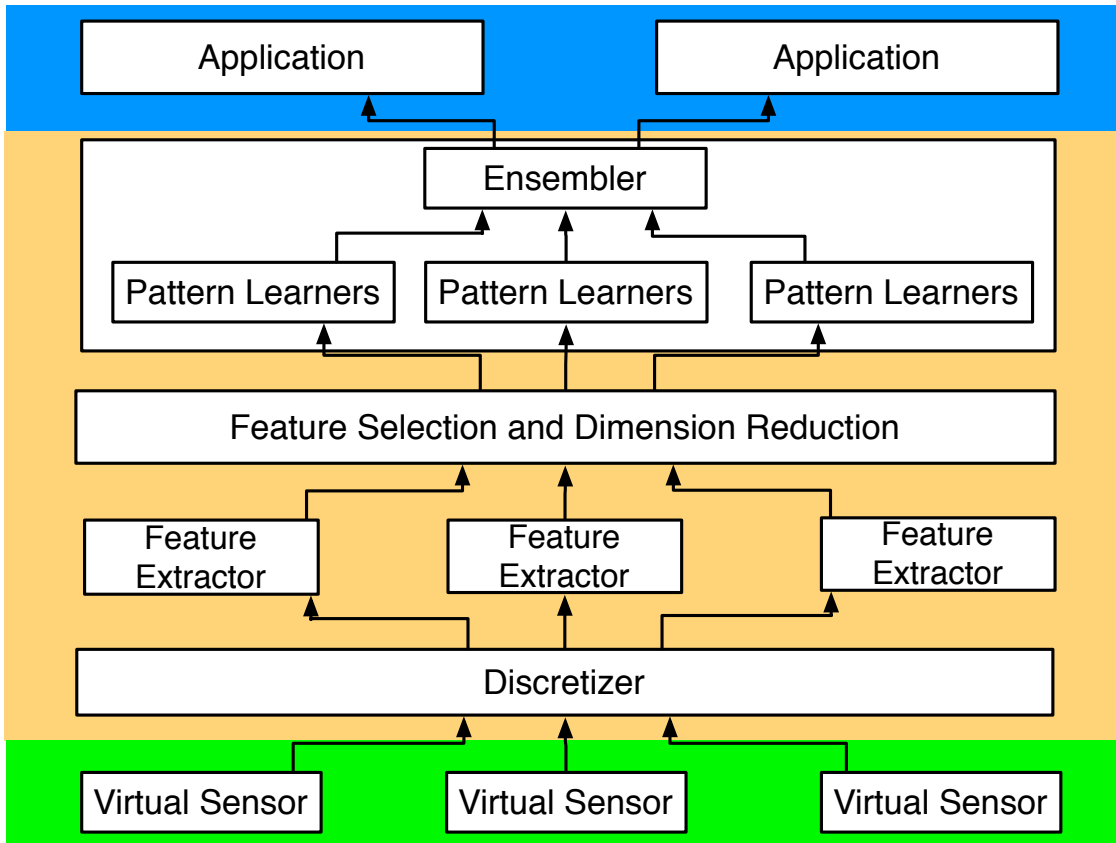 Application
Application
Ensembler
Pattern Learners
Pattern Learners
Pattern Learners
Feature Selection and Dimension Reduction
Feature
Extractor
Feature
Extractor
Feature
Extractor
Discretizer
Virtual Sensor
Virtual Sensor
Virtual Sensor